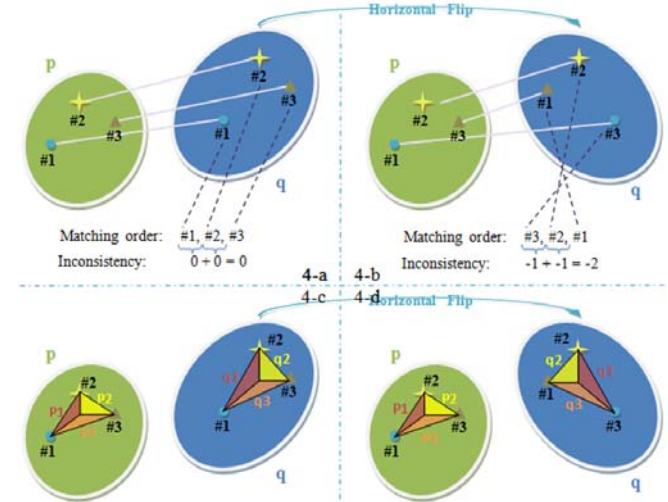 Horizontal Flip
p
#2
#3
#1
#2
#3
#1
q
Matching order: #1, #2, #3
Inconsistency: 0 + 0 = 0
4-a
p
#2
#3
#1
#2
#1
#3
q
Matching order: #3, #2, #1
Inconsistency: -1 + -1 = -2
4-b
4-c
p
#2
P1
P2
#3
#1
#2
q2
#3
q3
#1
q
4-d
Horizontal Flip
p
#2
P1
P2
#3
#1
#2
q2
q1
#1
q3
#3
q